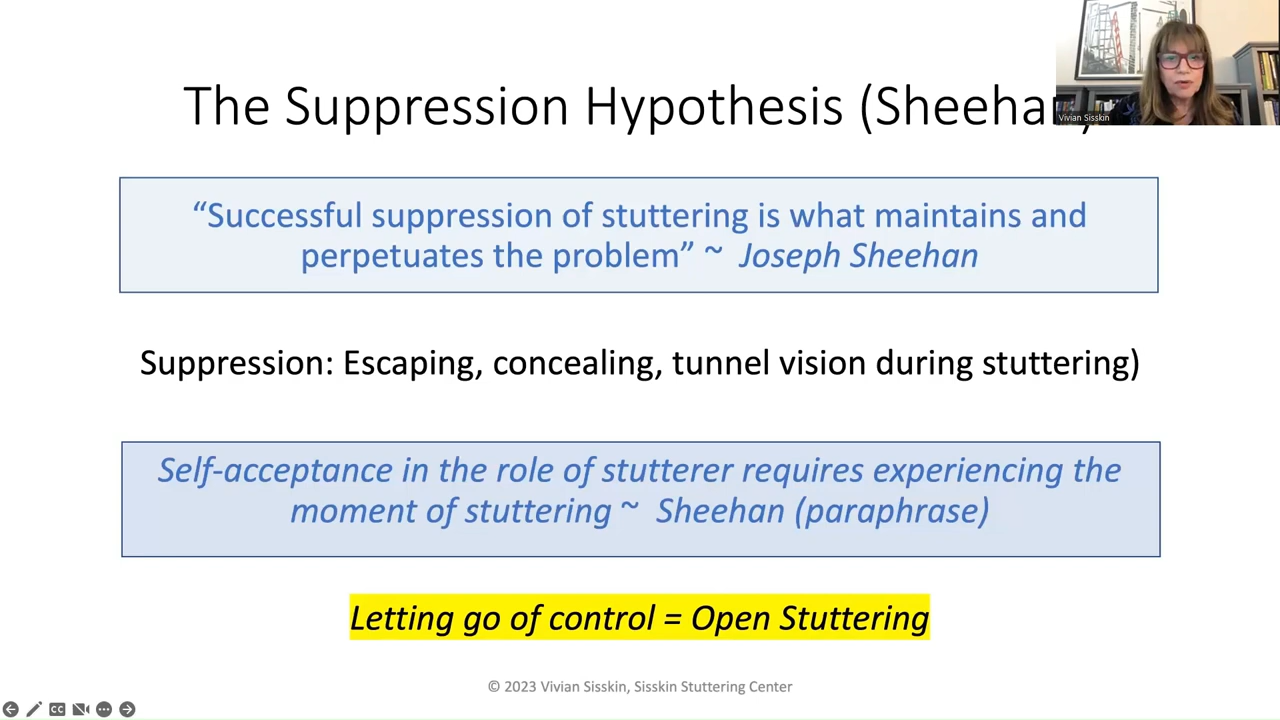 The Suppression Hypothesis (Sheehan)
Vivian Sisskin
“Successful suppression of stuttering is what maintains and
perpetuates the problem” ~ Joseph Sheehan
Suppression: Escaping, concealing, tunnel vision during stuttering)
Self-acceptance in the role of stutterer requires experiencing the
moment of stuttering ~ Sheehan (paraphrase)
Letting go of control = Open Stuttering
© 2023 Vivian Sisskin, Sisskin Stuttering Center
CC